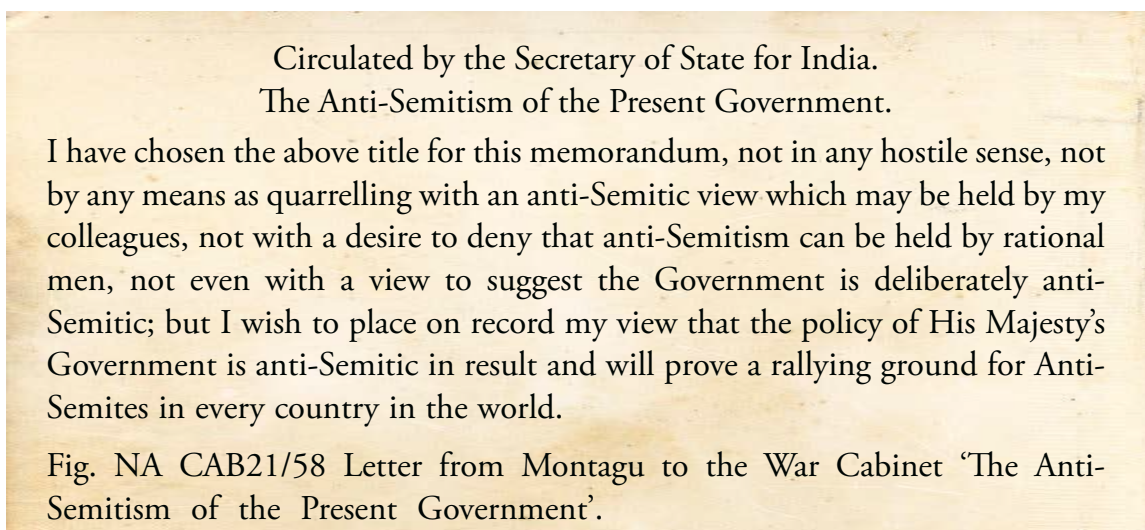 Circulated by the Secretary of State for India.
The Anti-Semitism of the Present Government.
I have chosen the above title for this memorandum, not in any hostile sense, not
by any means as quarrelling with an anti-Semitic view which may be held by my
colleagues, not with a desire to deny that anti-Semitism can be held by rational
men, not even with a view to suggest the Government is deliberately anti-
Semitic; but I wish to place on record my view that the policy of His Majesty’s
Government is anti-Semitic in result and will prove a rallying ground for Anti-
Semites in every country in the world.
Fig. NA CAB21/58 Letter from Montagu to the War Cabinet ‘The Anti-
Semitism of the Present Government’.